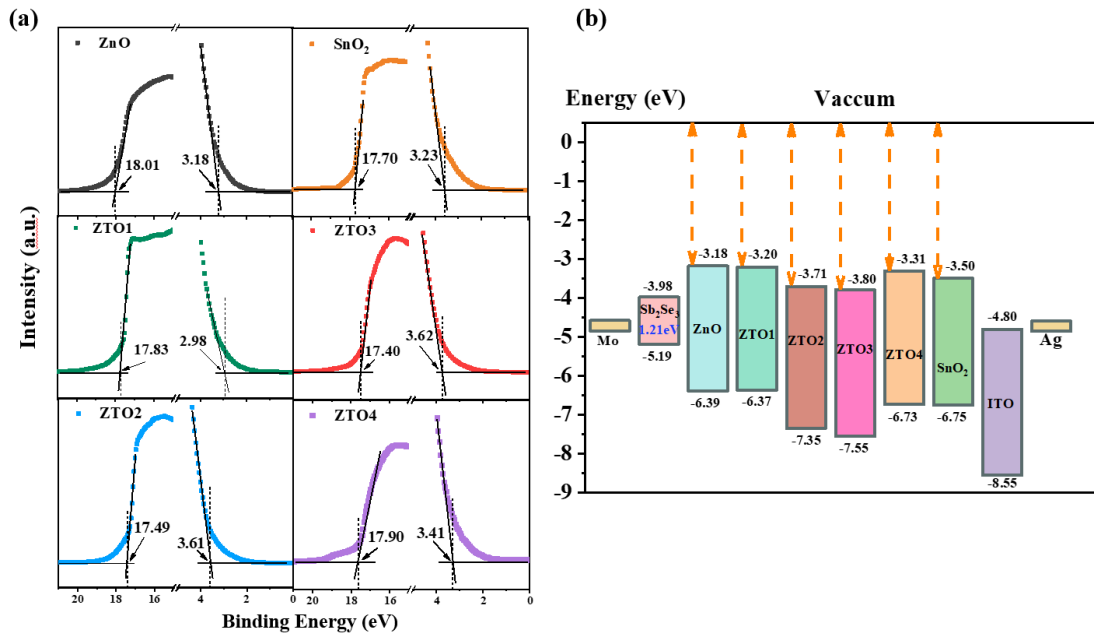 (a)
ZnO
18.01
3.18
SnO2
17.70
3.23
ZTO1
17.83
2.98
ZTO3
17.40
3.62
ZTO2
17.49
3.61
ZTO4
17.90
3.41
Intensity (a.u.)
20 18 16 4 2 0 18 16 4 2 0
Binding Energy (eV)
(b)
Energy (eV) Vaccum
0
-1
-2
-3
-4
-5
-6
-7
-8
-9
Mo
-3.98
Sb2Se3
1.21eV
-5.19
-3.18
ZnO
-6.39
-3.20
ZTO1
-6.37
-3.71
ZTO2
-7.35
-3.80
ZTO3
-7.55
-3.31
ZTO4
-6.73
-3.50
SnO2
-6.75
-4.80
ITO
-8.55
Ag